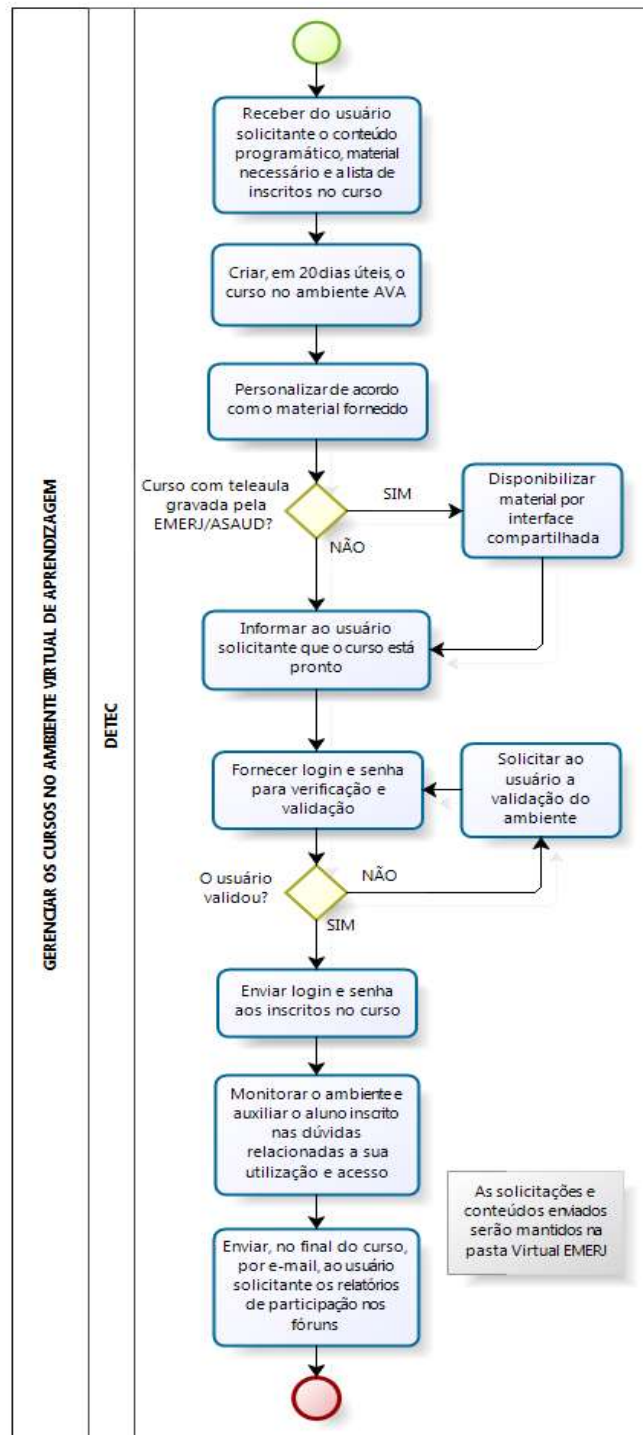 GERENCIAR OS CURSOS NO AMBIENTE VIRTUAL DE APRENDIZAGEM
DETEC
Receber do usuário
solicitante o conteúdo
programático, material
necessário e a lista de
inscritos no curso
Criar, em 20 dias úteis, o
curso no ambiente AVA
Personalizar de acordo
com o material fornecido
Curso com teleaula
gravada pela
EMERJ/ASAUD?
SIM
NÃO
Disponibilizar
material por
interface
compartilhada
Informar ao usuário
solicitante que o curso está
pronto
Fornecer login e senha
para verificação e
validação
Solicitar ao
usuário a
validação do
ambiente
O usuário
validou?
NÃO
SIM
Enviar login e senha
aos inscritos no curso
Monitorar o ambiente e
auxiliar o aluno inscrito
nas dúvidas
relacionadas a sua
utilização e acesso
As solicitações e
conteúdos enviados
serão mantidos na
pasta Virtual EMERJ
Enviar, no final do curso,
por e-mail, ao usuário
solicitante os relatórios
de participação nos
fóruns